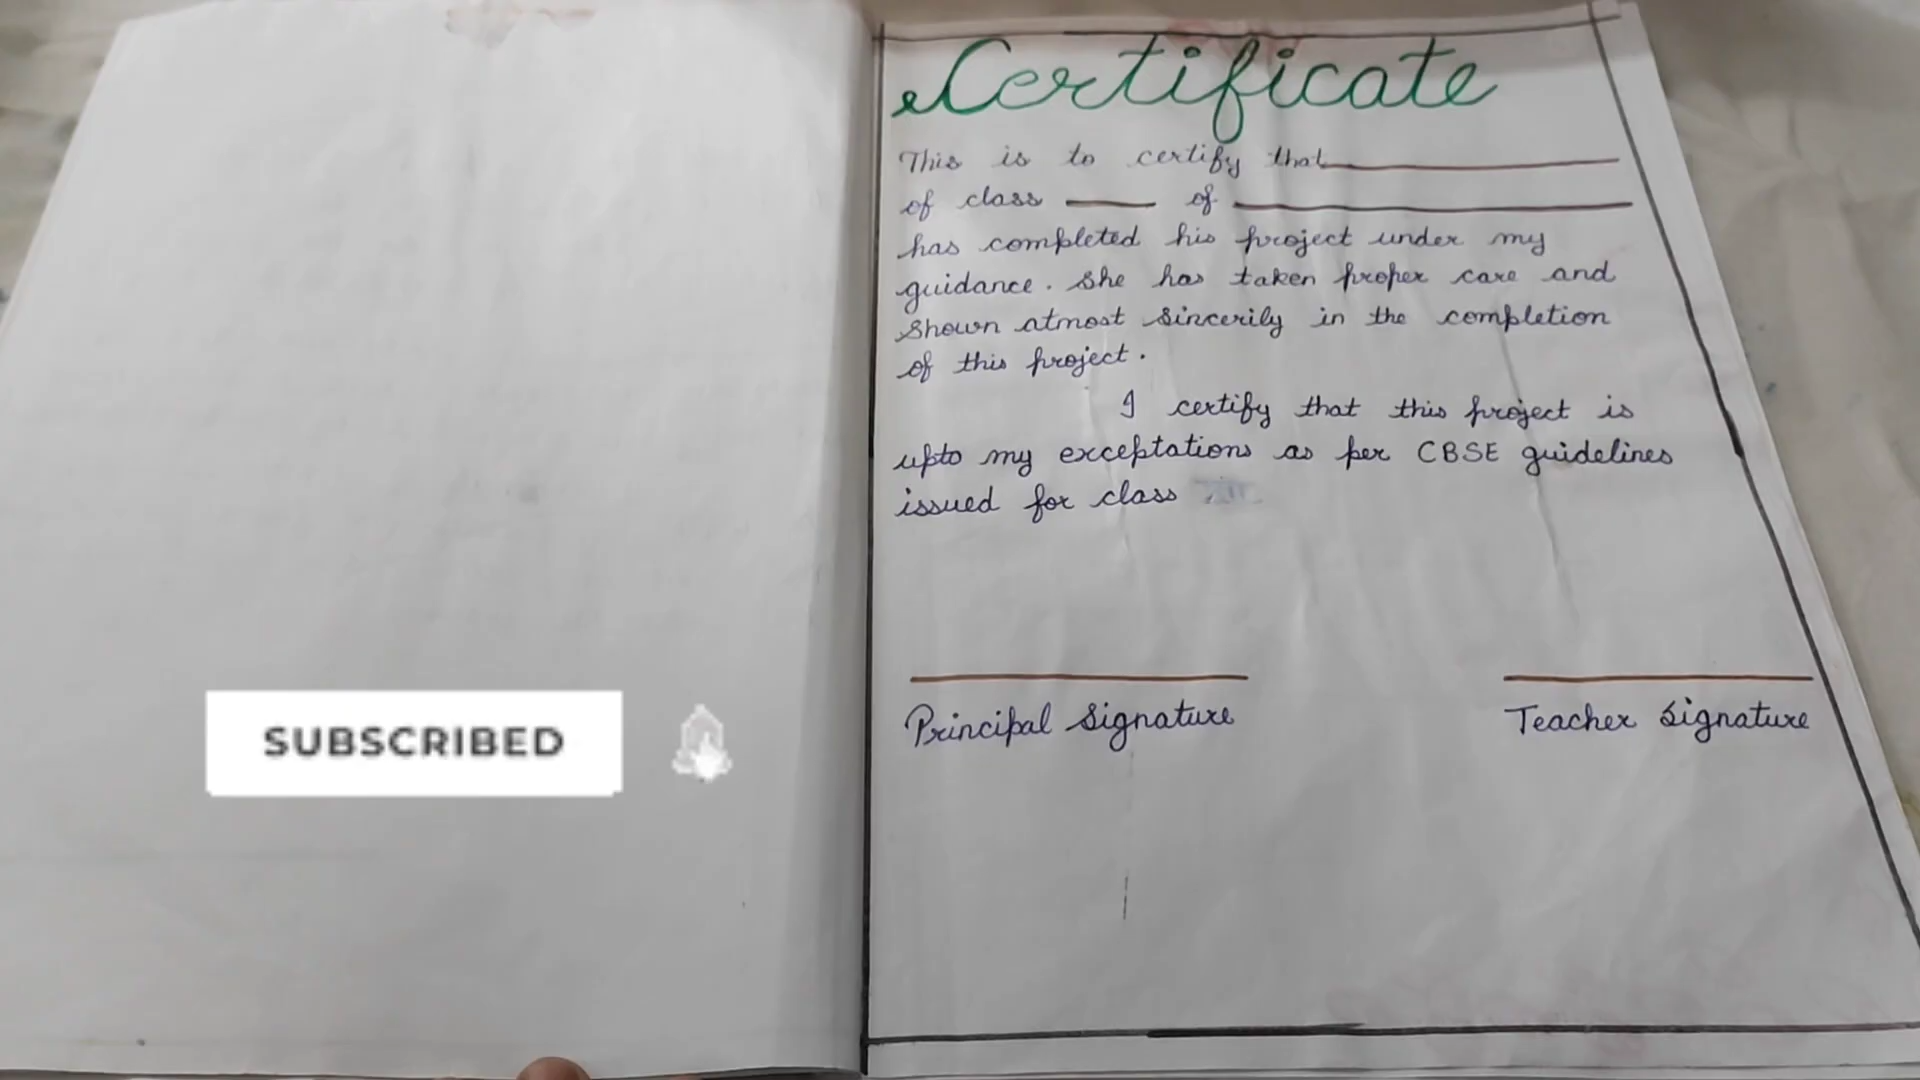 Certificate
This is to certify that
of class of
has completed his project under my
guidance. She has taken proper care and
shown atmost sincerily in the completion
of this project.
I certify that this project is
upto my exceptations as per CBSE guidelines
issued for class
Principal Signature
Teacher Signature
SUBSCRIBED